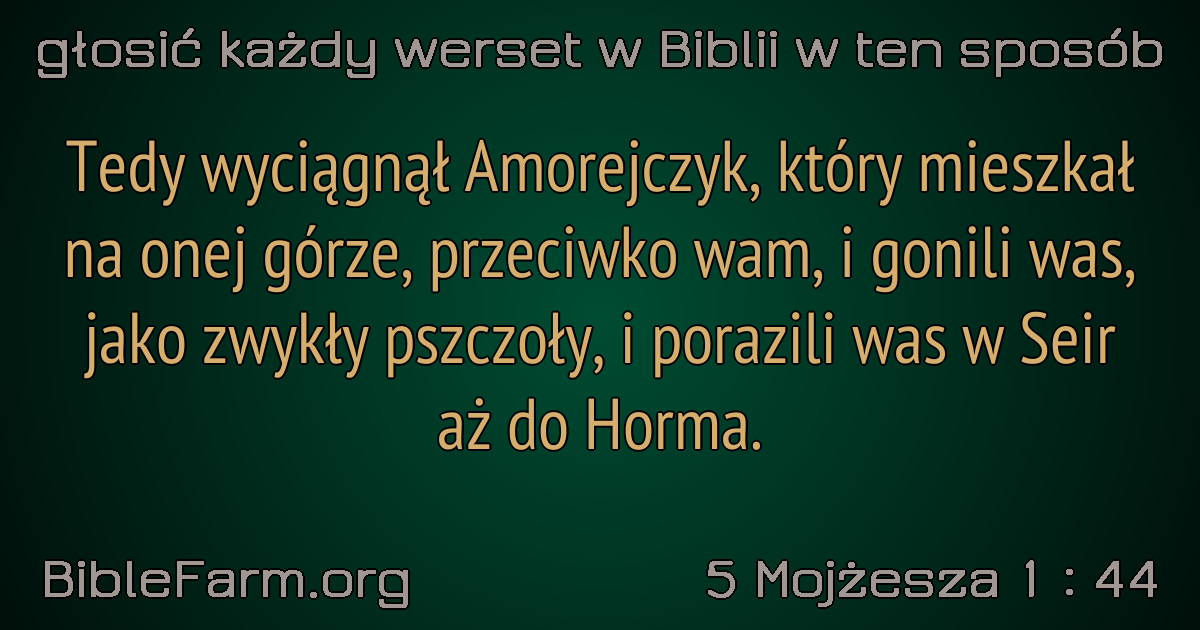 głosić każdy werset w Biblii w ten sposób
Tedy wyciągnął Amorejczyk, który mieszkał
na onej górze, przeciwko wam, i gonili was,
jako zwykły pszczoły, i porazili was w Seir
aż do Horma.
BibleFarm.org
5 Mojżesza 1 : 44